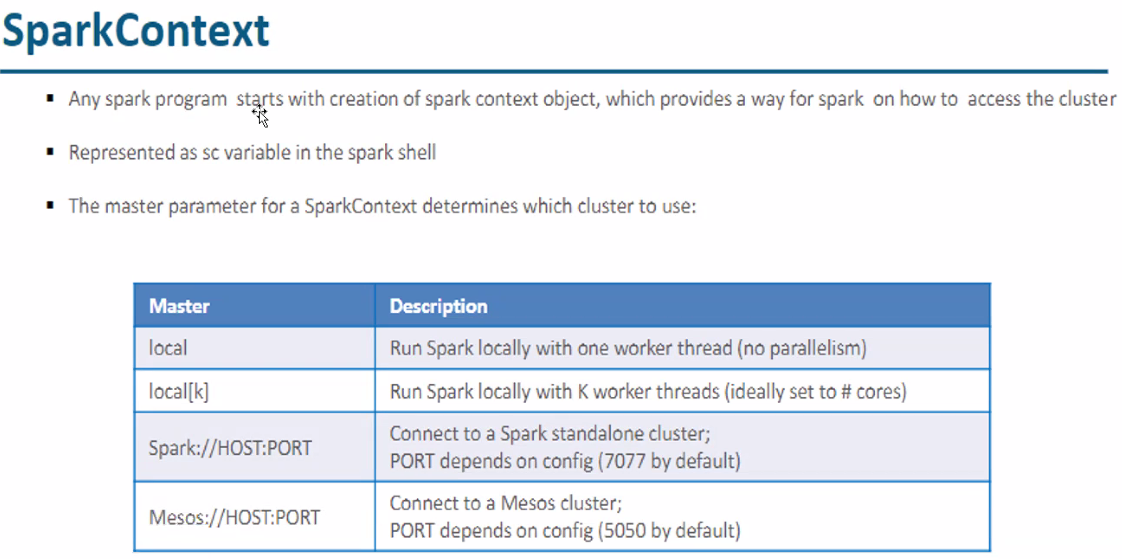 SparkContext
Any spark program starts with creation of spark context object, which provides a way for spark on how to access the cluster
Represented as sc variable in the spark shell
The master parameter for a SparkContext determines which cluster to use:
Master Description
local Run Spark locally with one worker thread (no parallelism)
local[k] Run Spark locally with K worker threads (ideally set to # cores)
Spark://HOST:PORT Connect to a Spark standalone cluster;
PORT depends on config (7077 by default)
Mesos://HOST:PORT Connect to a Mesos cluster;
PORT depends on config (5050 by default)